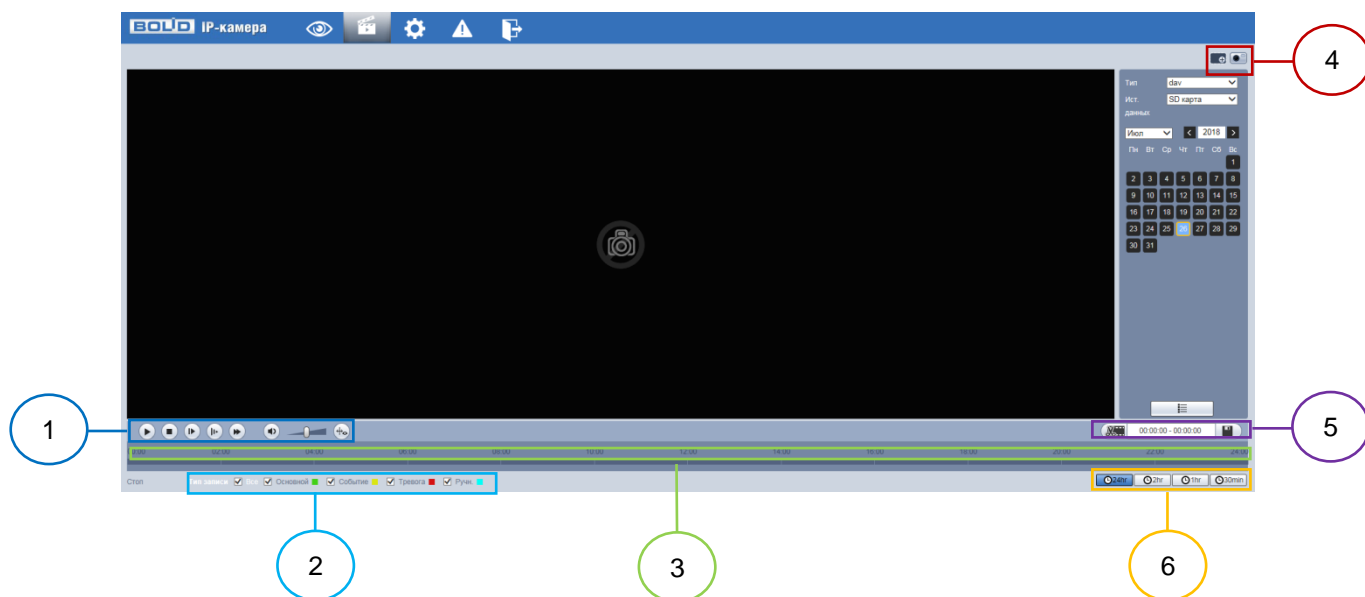 BOLID IP-камера
4
Тип dav
Ист. данных SD карта
Июл 2018
Пн Вт Ср Чт Пт Сб Вс
1
2 3 4 5 6 7 8
9 10 11 12 13 14 15
16 17 18 19 20 21 22
23 24 25 26 27 28 29
30 31
1
00:00:00 - 00:00:00
5
0:00 02:00 04:00 06:00 08:00 10:00 12:00 14:00 16:00 18:00 20:00 22:00 24:00
Стоп Тип записи Все Основной Событие Тревога Ручн.
24hr 2hr 1hr 30min
2
3
6